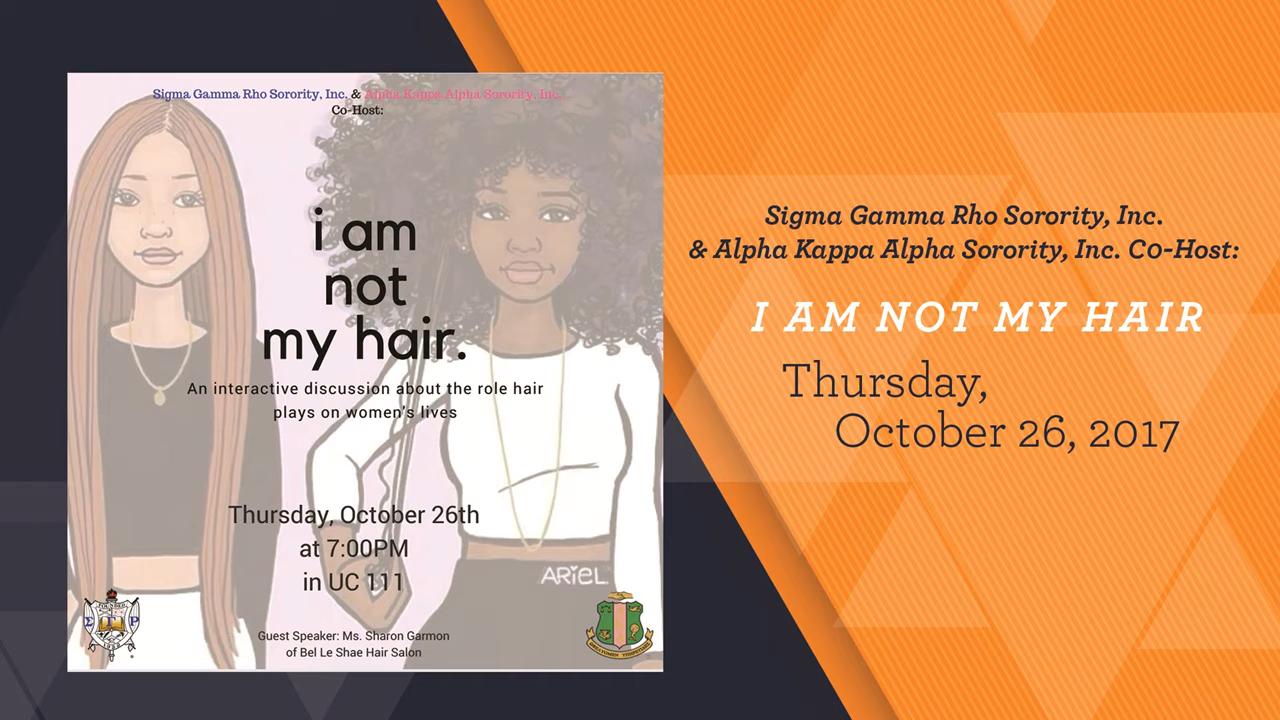 Sigma Gamma Rho Sorority, Inc. & Alpha Kappa Alpha Sorority, Inc.
Co-Host:
i am
not
my hair.
An interactive discussion about the role hair
plays on women's lives
Thursday, October 26th
at 7:00PM
in UC 111
ARiEL
Guest Speaker: Ms. Sharon Garmon
of Bel Le Shae Hair Salon
Σ Γ Ρ
Sigma Gamma Rho Sorority, Inc.
& Alpha Kappa Alpha Sorority, Inc. Co-Host:
I AM NOT MY HAIR
Thursday,
October 26, 2017